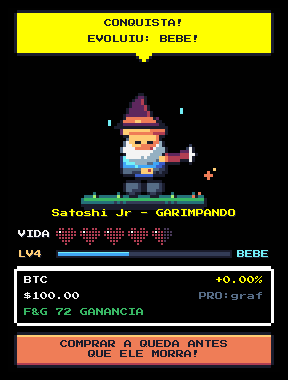 CONQUISTA!
EVOLUIU: BEBE!
Satoshi Jr - GARIMPANDO
VIDA
LV4 BEBE
BTC +0.00%
$100.00 PRO:graf
F&G 72 GANANCIA
COMPRAR A QUEDA ANTES
QUE ELE MORRA!